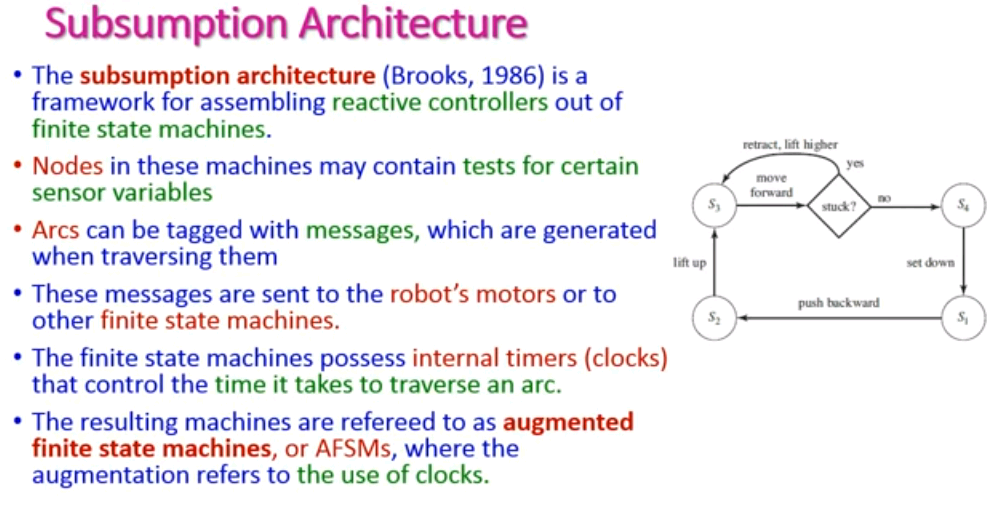 Subsumption Architecture
• The subsumption architecture (Brooks, 1986) is a
framework for assembling reactive controllers out of
finite state machines.
• Nodes in these machines may contain tests for certain
sensor variables
• Arcs can be tagged with messages, which are generated
when traversing them
• These messages are sent to the robot's motors or to
other finite state machines.
• The finite state machines possess internal timers (clocks)
that control the time it takes to traverse an arc.
• The resulting machines are refereed to as augmented
finite state machines, or AFSMs, where the
augmentation refers to the use of clocks.
retract, lift higher
yes
move
forward
S3
stuck?
no
S4
lift up
set down
push backward
S2
S1